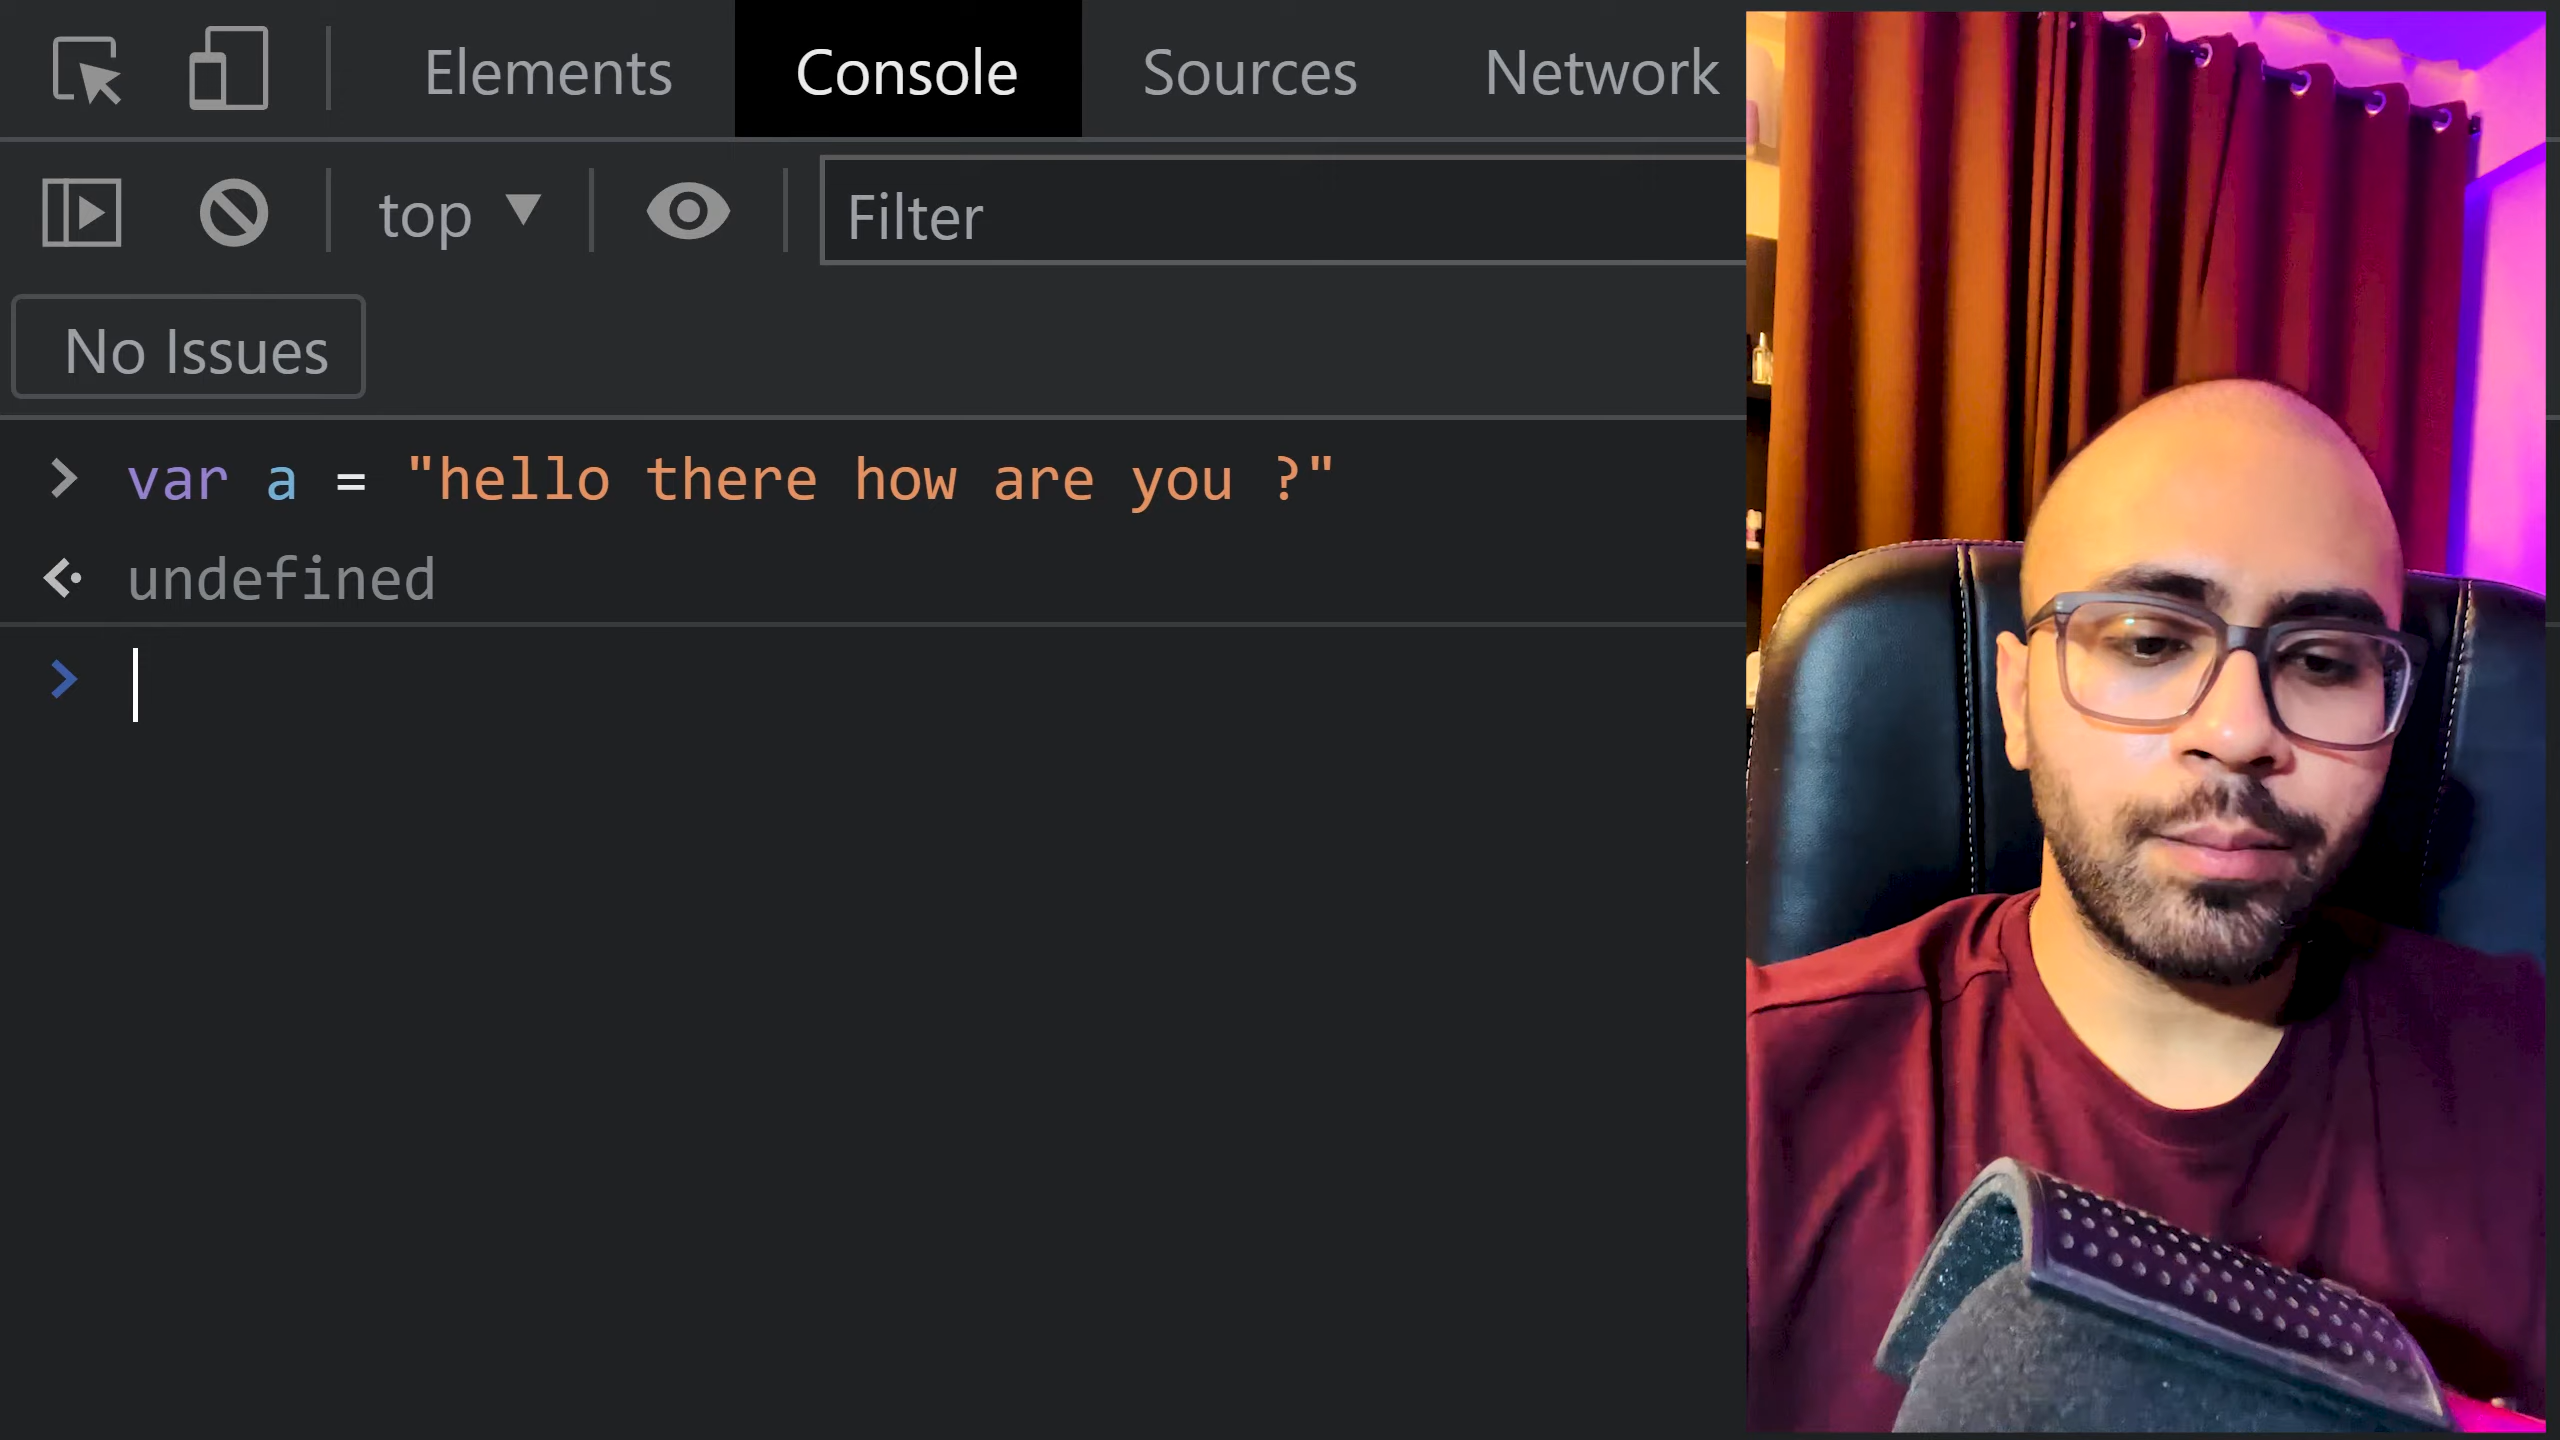 Elements Console Sources Network
top Filter
No Issues
> var a = "hello there how are you ?"
undefined
>